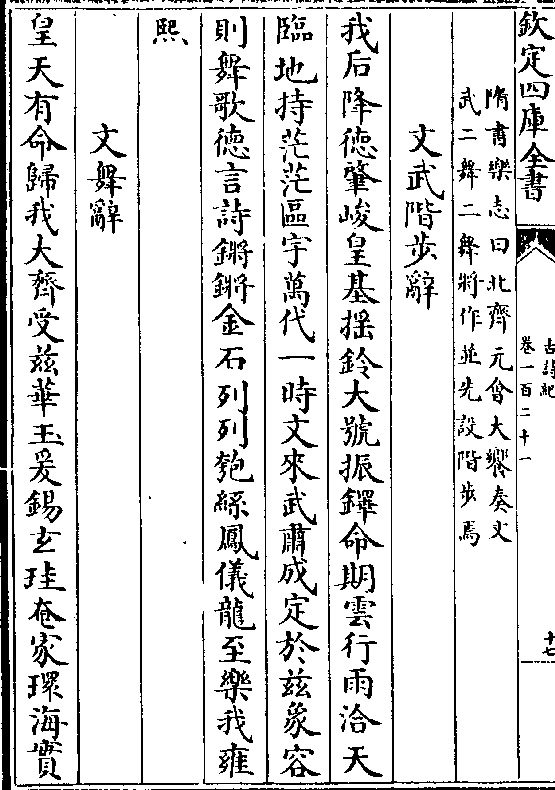 欽定四庫全書
古詩紀
卷一百二十一
十七
隋書樂志曰北齊元會大饗奏文
武二舞二舞將作並先設階步焉
文武階步辭
我后降德肇峻皇基揺鈴大號振鐸命期雲行雨洽天
臨地持茫茫區宇萬代一時文來武肅成定於兹象容
則舞歌德言詩鏘鏘金石列列匏絲鳳儀龍至樂我雍
熙
文舞辭
皇天有命歸我大齊受兹華玉爰錫玄珪奄家環海實